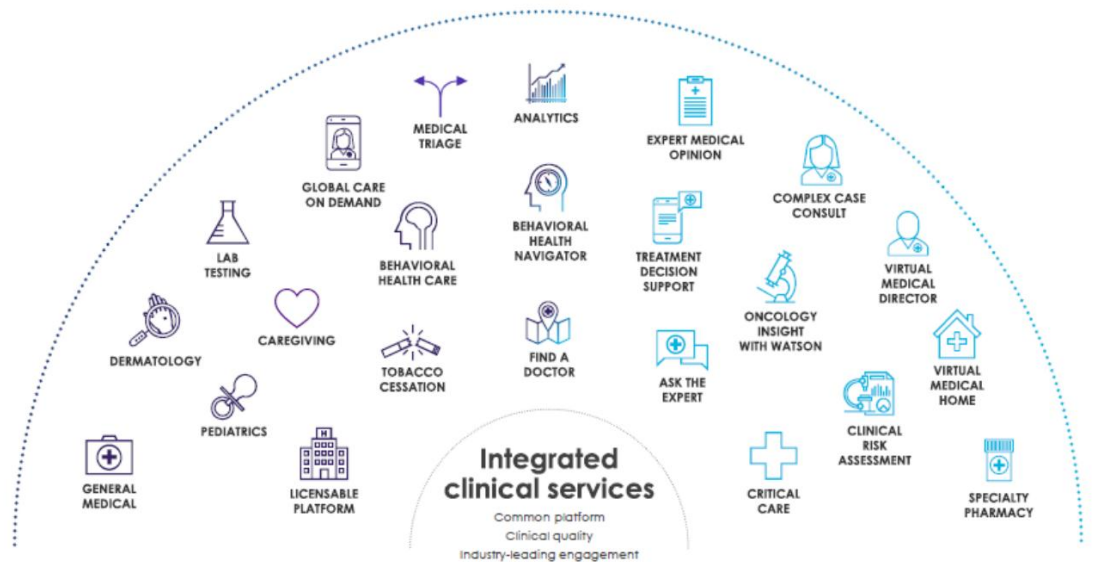 MEDICAL
TRIAGE
ANALYTICS
EXPERT MEDICAL
OPINION
GLOBAL CARE
ON DEMAND
COMPLEX CASE
CONSULT
LAB
TESTING
BEHAVIORAL
HEALTH CARE
BEHAVIORAL
HEALTH
NAVIGATOR
TREATMENT
DECISION
SUPPORT
VIRTUAL
MEDICAL
DIRECTOR
DERMATOLOGY
CAREGIVING
TOBACCO
CESSATION
FIND A
DOCTOR
ASK THE
EXPERT
ONCOLOGY
INSIGHT
WITH WATSON
VIRTUAL
MEDICAL
HOME
PEDIATRICS
CLINICAL
RISK
ASSESSMENT
GENERAL
MEDICAL
H
LICENSABLE
PLATFORM
Integrated
clinical services
Common platform
Clinical quality
Industry-leading engagement
CRITICAL
CARE
SPECIALTY
PHARMACY